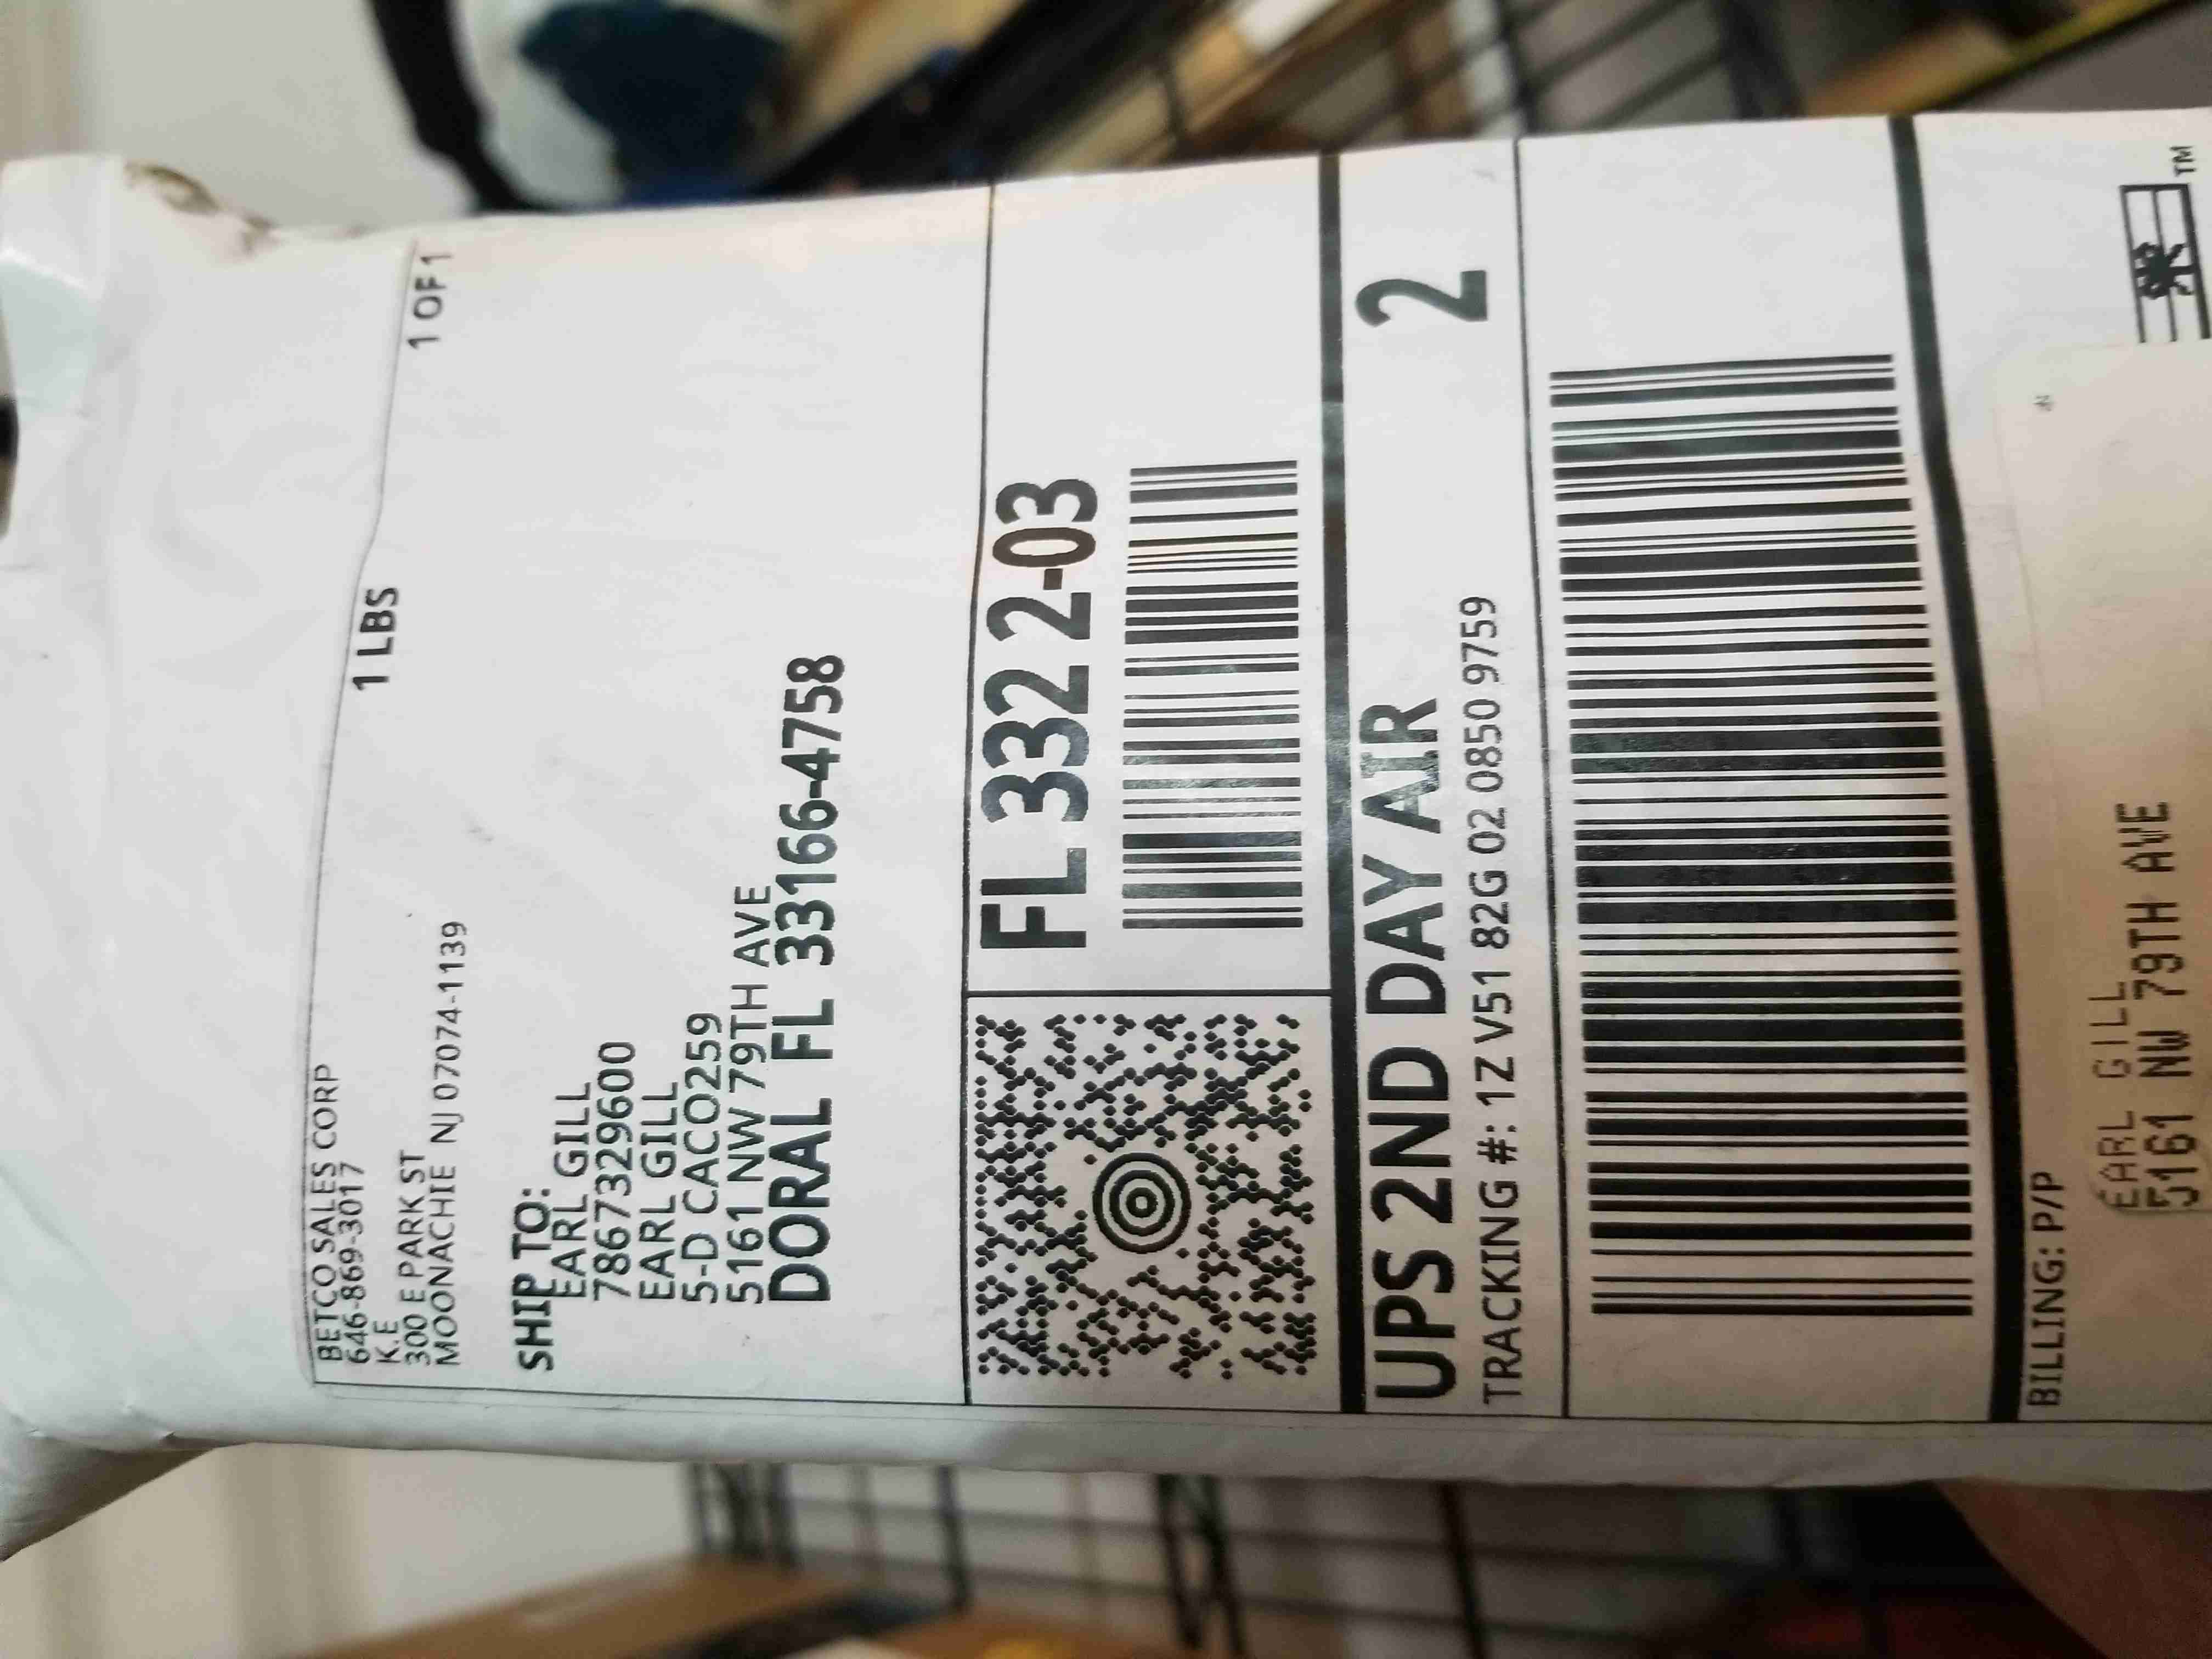 BETCO SALES CORP
646-869-3017
K.E
300 E PARK ST
MOONACHIE NJ 07074-1139
1 LBS
1 OF 1
SHIP TO:
EARL GILL
7867329600
EARL GILL
5-D CACO259
5161 NW 79TH AVE
DORAL FL 33166-4758
FL 332 2-03
UPS 2ND DAY AIR
2
TRACKING #: 1Z V51 82G 02 0850 9759
BILLING: P/P
EARL GILL
5161 NW 79TH AVE
TM